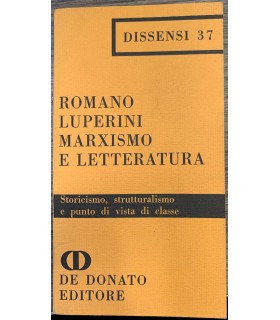 DISSENSI 37
ROMANO
LUPERINI
MARXISMO
E LETTERATURA
Storicismo, strutturalismo
e punto di vista di classe
DE DONATO
EDITORE